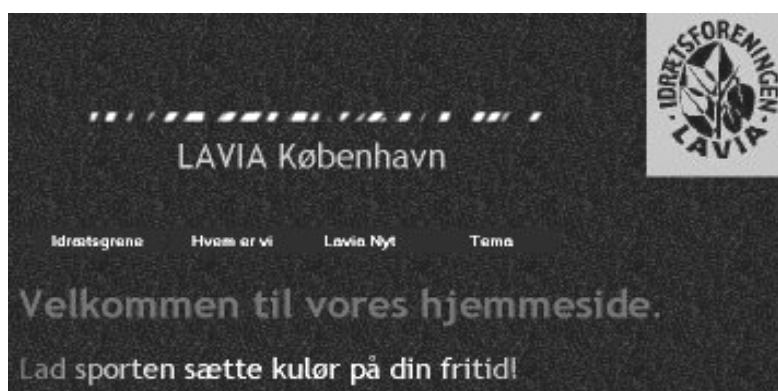 IDRÆTSFORENINGEN
· LAVIA ·
LAVIA København
Idrætsgrene Hvem er vi Lavia Nyt Tema
Velkommen til vores hjemmeside.
Lad sporten sætte kulør på din fritid!